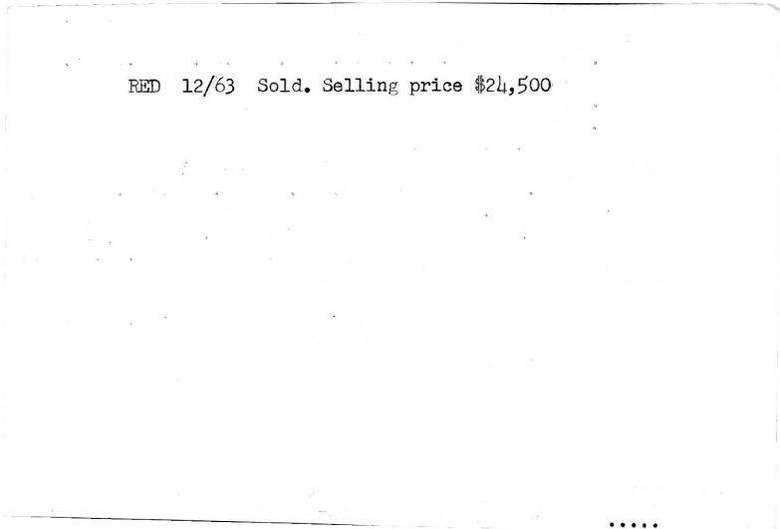 RED 12/63 Sold. Selling price $24,500
.....